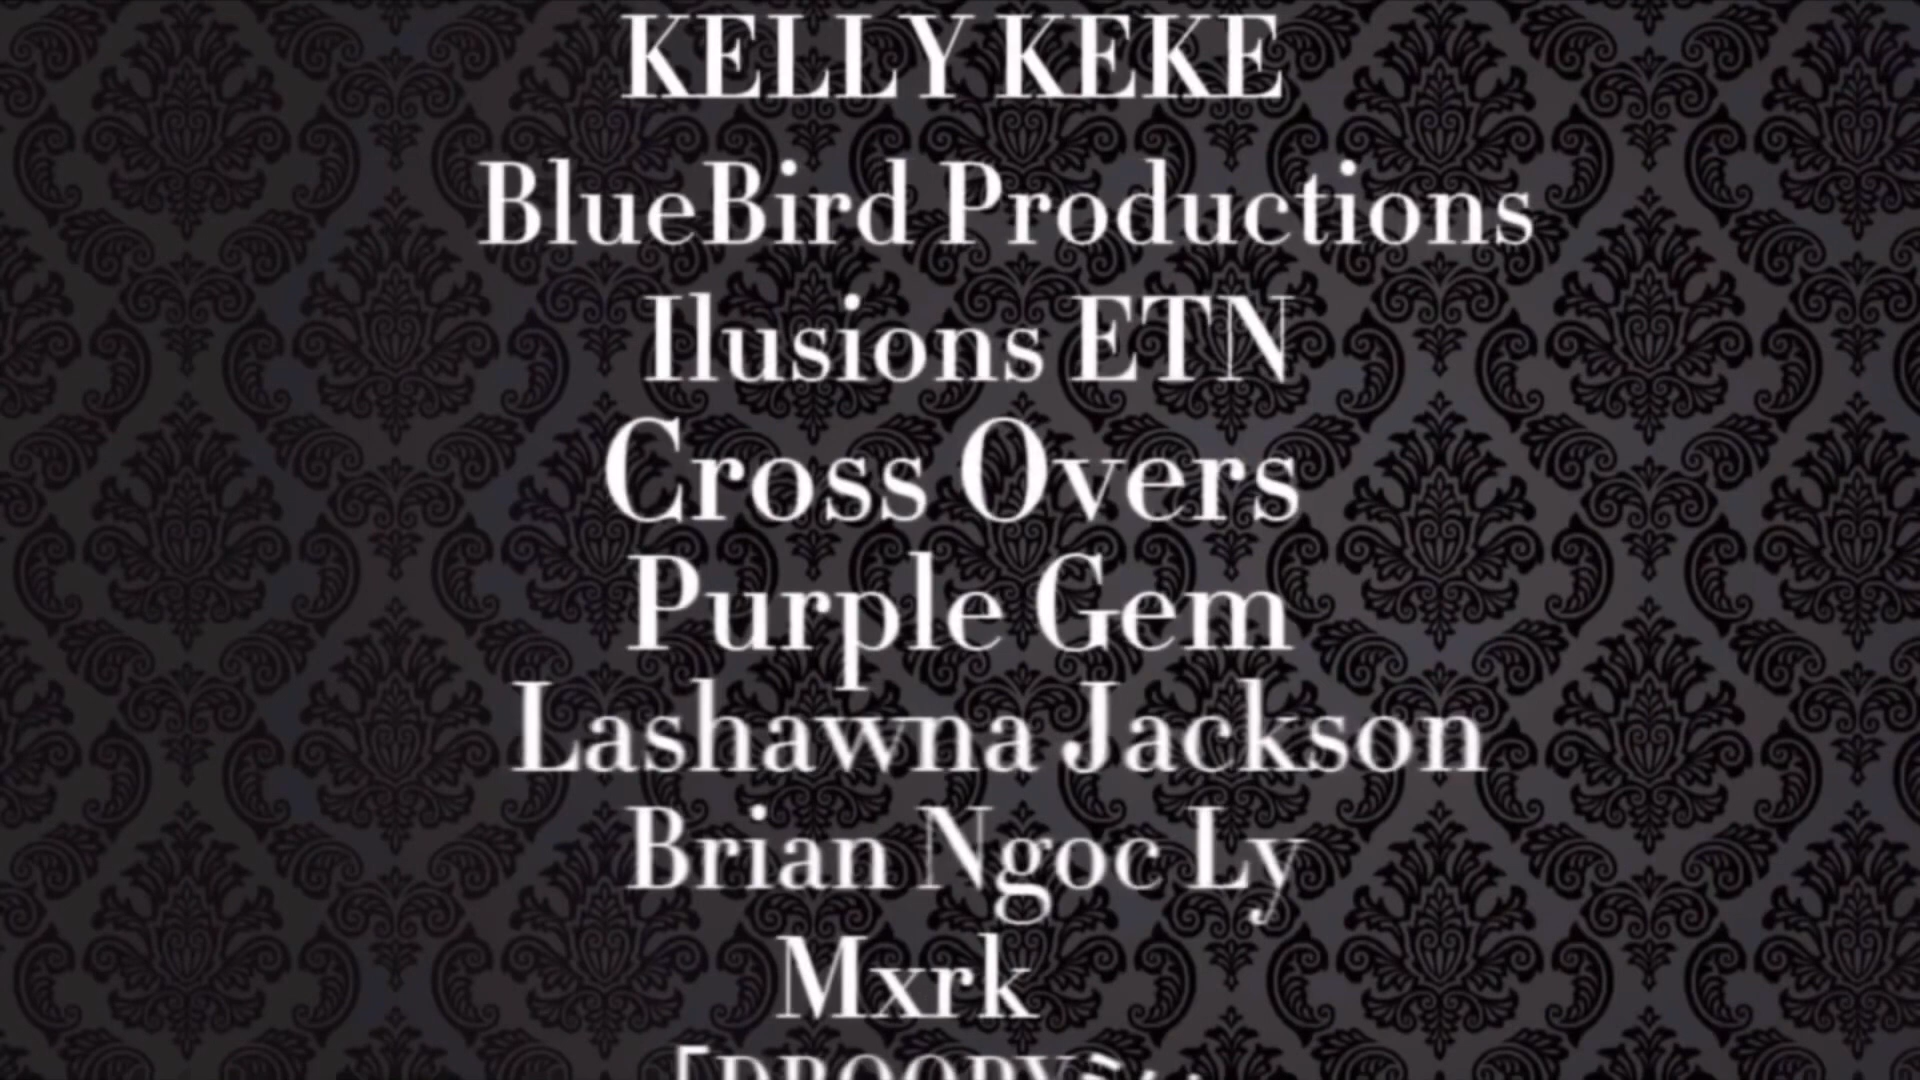 KELLY KEKE
BlueBird Productions
Ilusions ETN
Cross Overs
Purple Gem
Lashawna Jackson
Brian Ngoc Ly
Mxrk